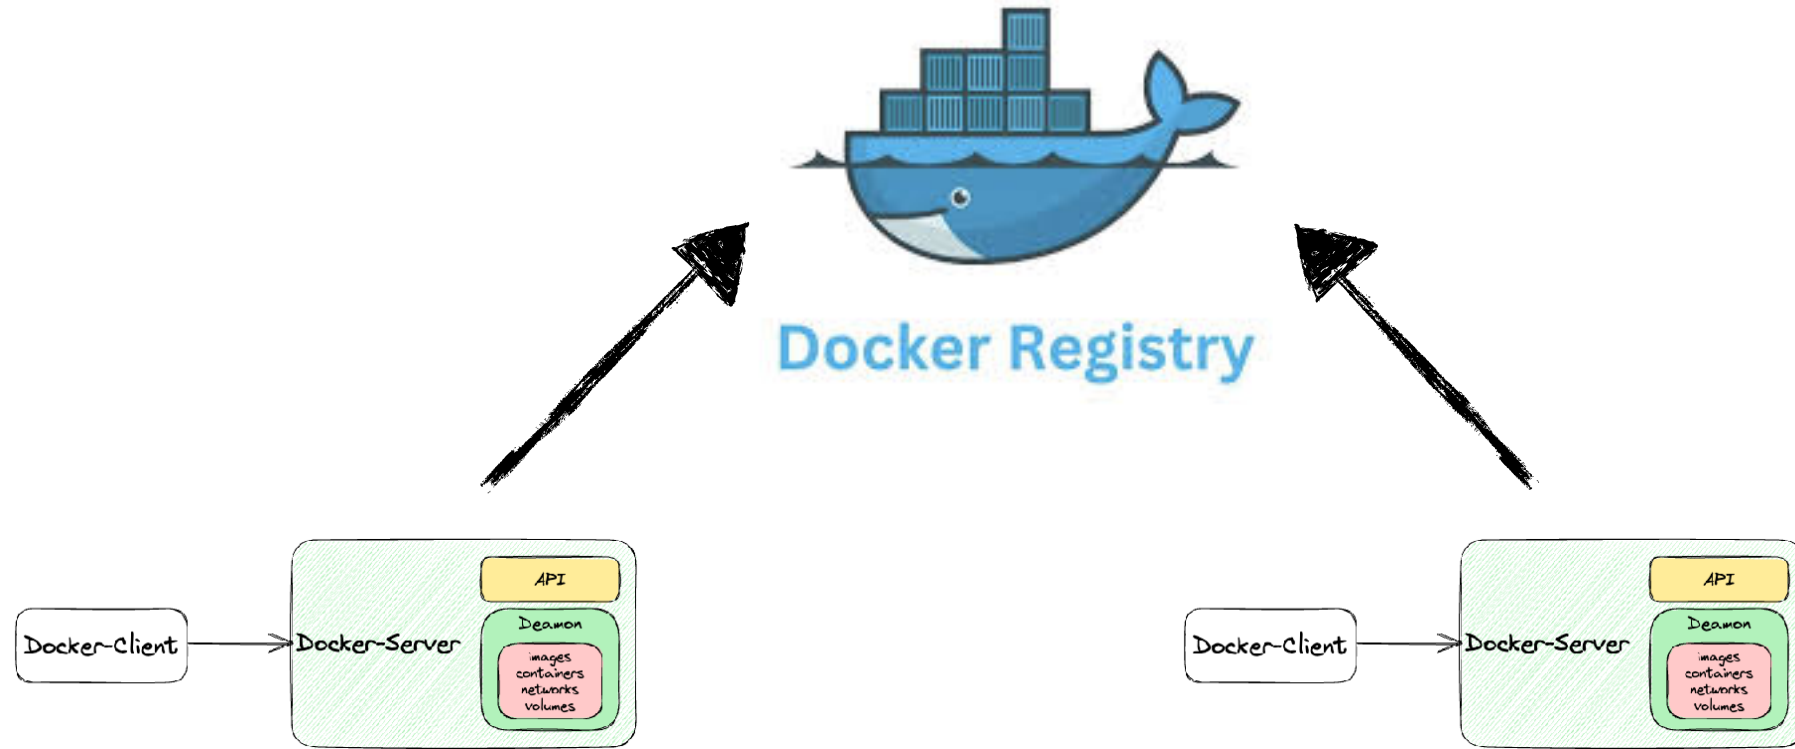 Docker Registry
Docker-Client
Docker-Server
API
Deamon
images
containers
networks
volumes
Docker-Client
Docker-Server
API
Deamon
images
containers
networks
volumes